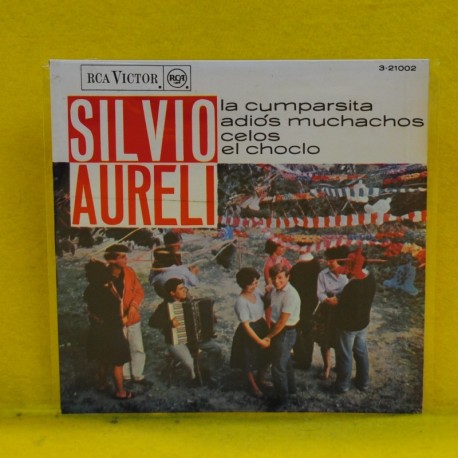 RCA VICTOR
RCA
3-21002
SILVIO
AURELI
la cumparsita
adiós muchachos
celos
el choclo